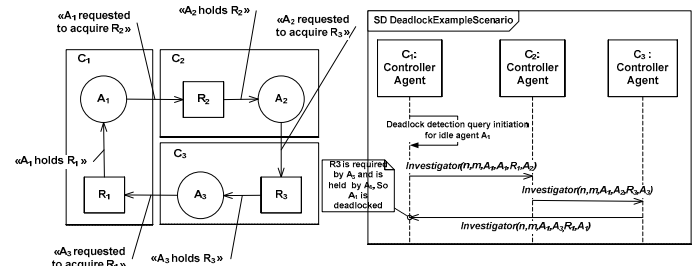 «A1 requested
to acquire R2»
«A2 holds R2»
«A2 requested
to acquire R3»
C1
C2
A1
R2
A2
«A1 holds R1»
C3
R1
A3
R3
«A3 requested
to acquire R1»
«A3 holds R3»
SD DeadlockExampleScenario
C1:
Controller
Agent
C2:
Controller
Agent
C3 :
Controller
Agent
Deadlock detection query initiation
for idle agent A1
R3 is required
by A3 and is
held by A1, So
A1 is
deadlocked
Investigator(n,m,A1,A1,R1,A2)
Investigator(n,m,A1,A2,R3,A3)
Investigator(n,m,A1,A3,R1,A1)